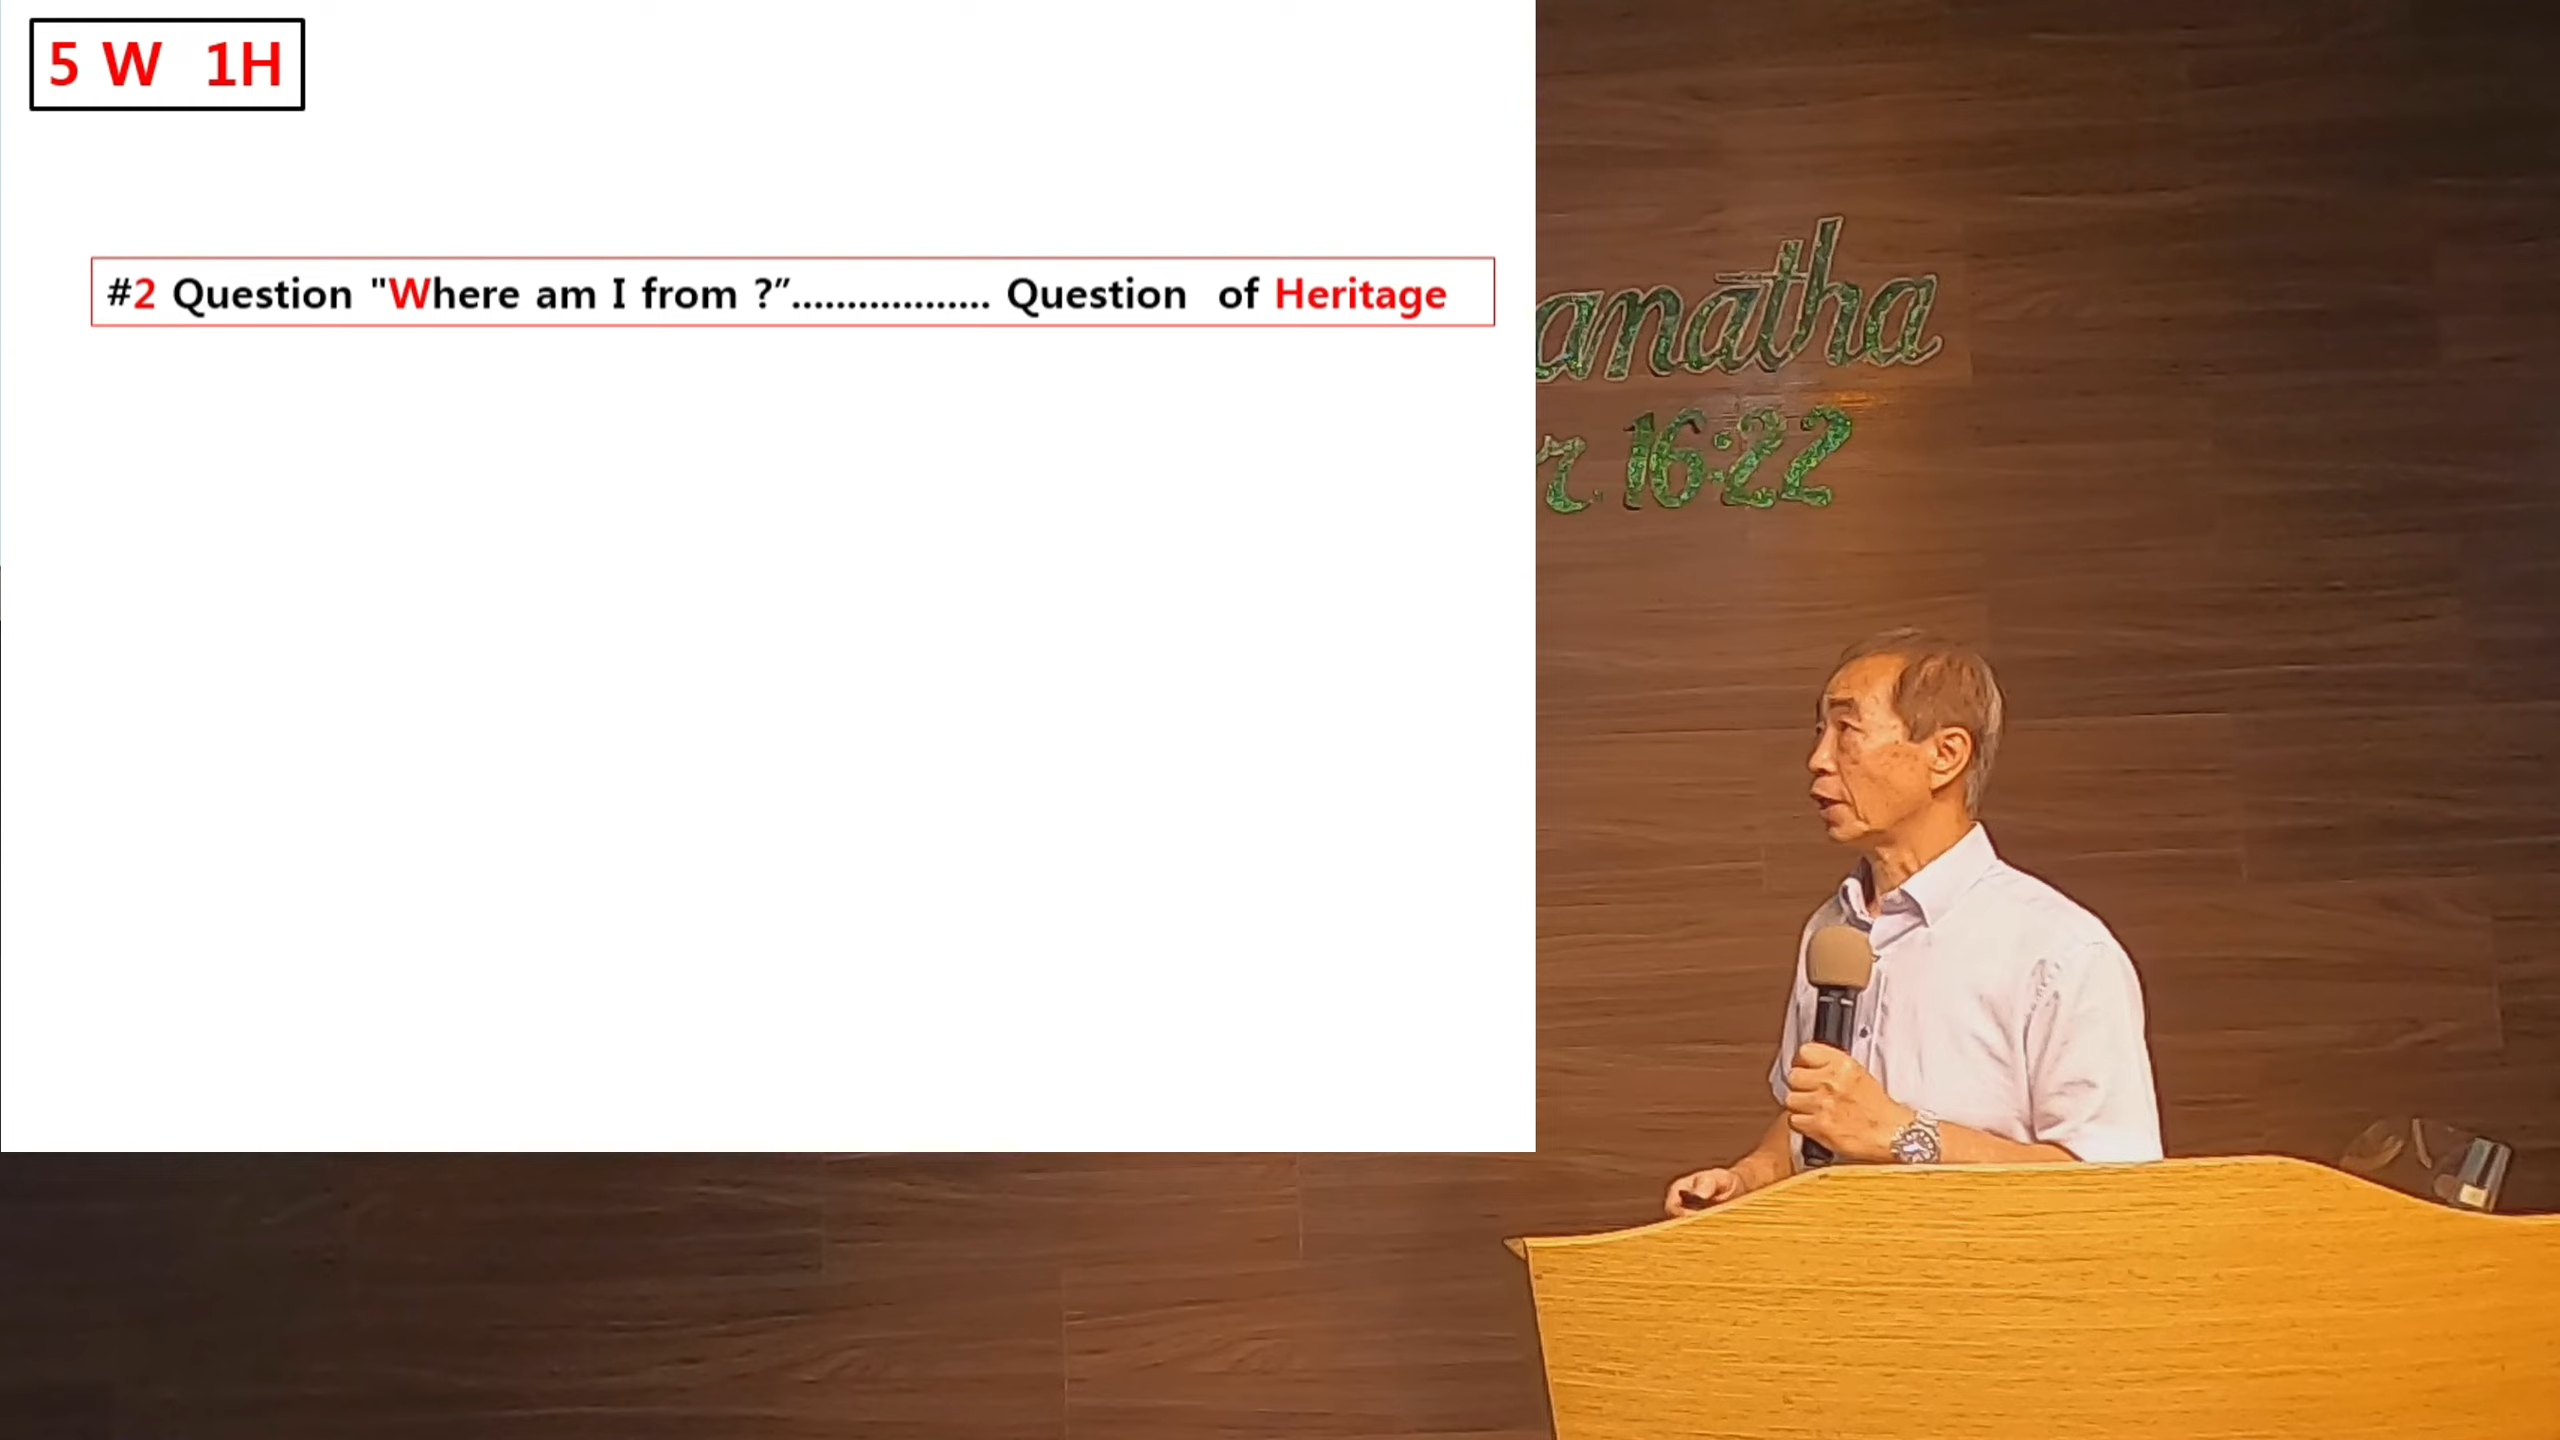 5 W 1H
#2 Question "Where am I from ?”.................. Question of Heritage
anatha
r. 16:22